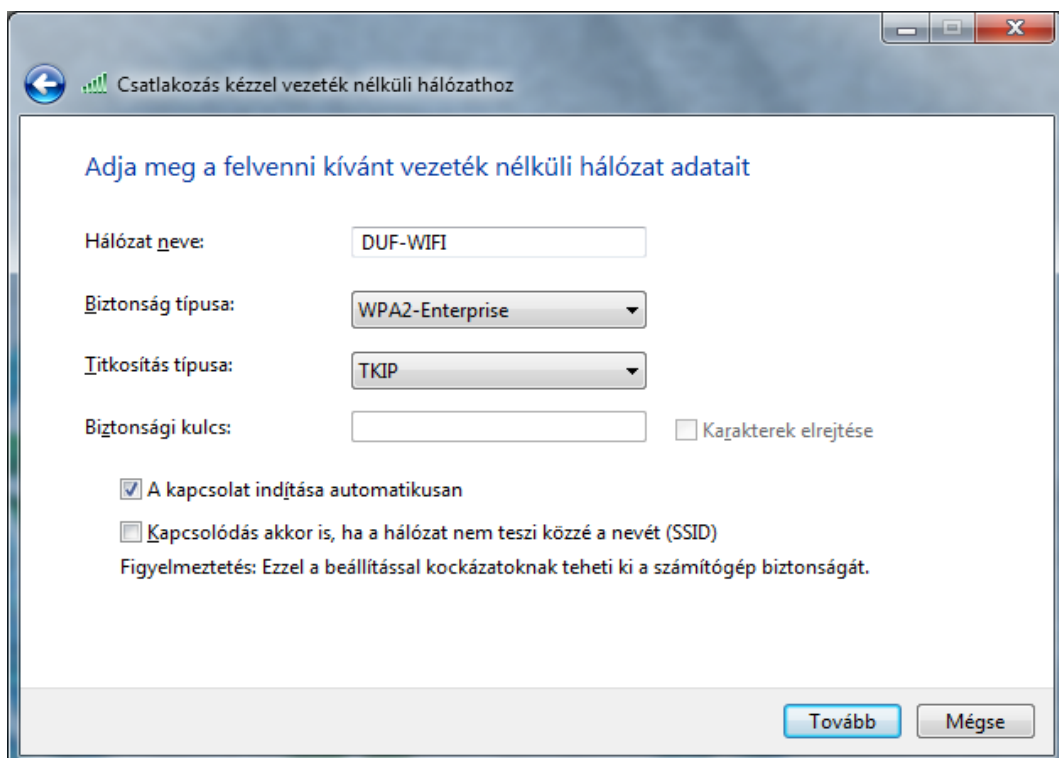 Csatlakozás kézzel vezeték nélküli hálózathoz
Adja meg a felvenni kívánt vezeték nélküli hálózat adatait
Hálózat neve: DUF-WIFI
Biztonság típusa: WPA2-Enterprise
Titkosítás típusa: TKIP
Biztonsági kulcs: Karakterek elrejtése
A kapcsolat indítása automatikusan
Kapcsolódás akkor is, ha a hálózat nem teszi közzé a nevét (SSID)
Figyelmeztetés: Ezzel a beállítással kockázatoknak teheti ki a számítógép biztonságát.
Tovább Mégse